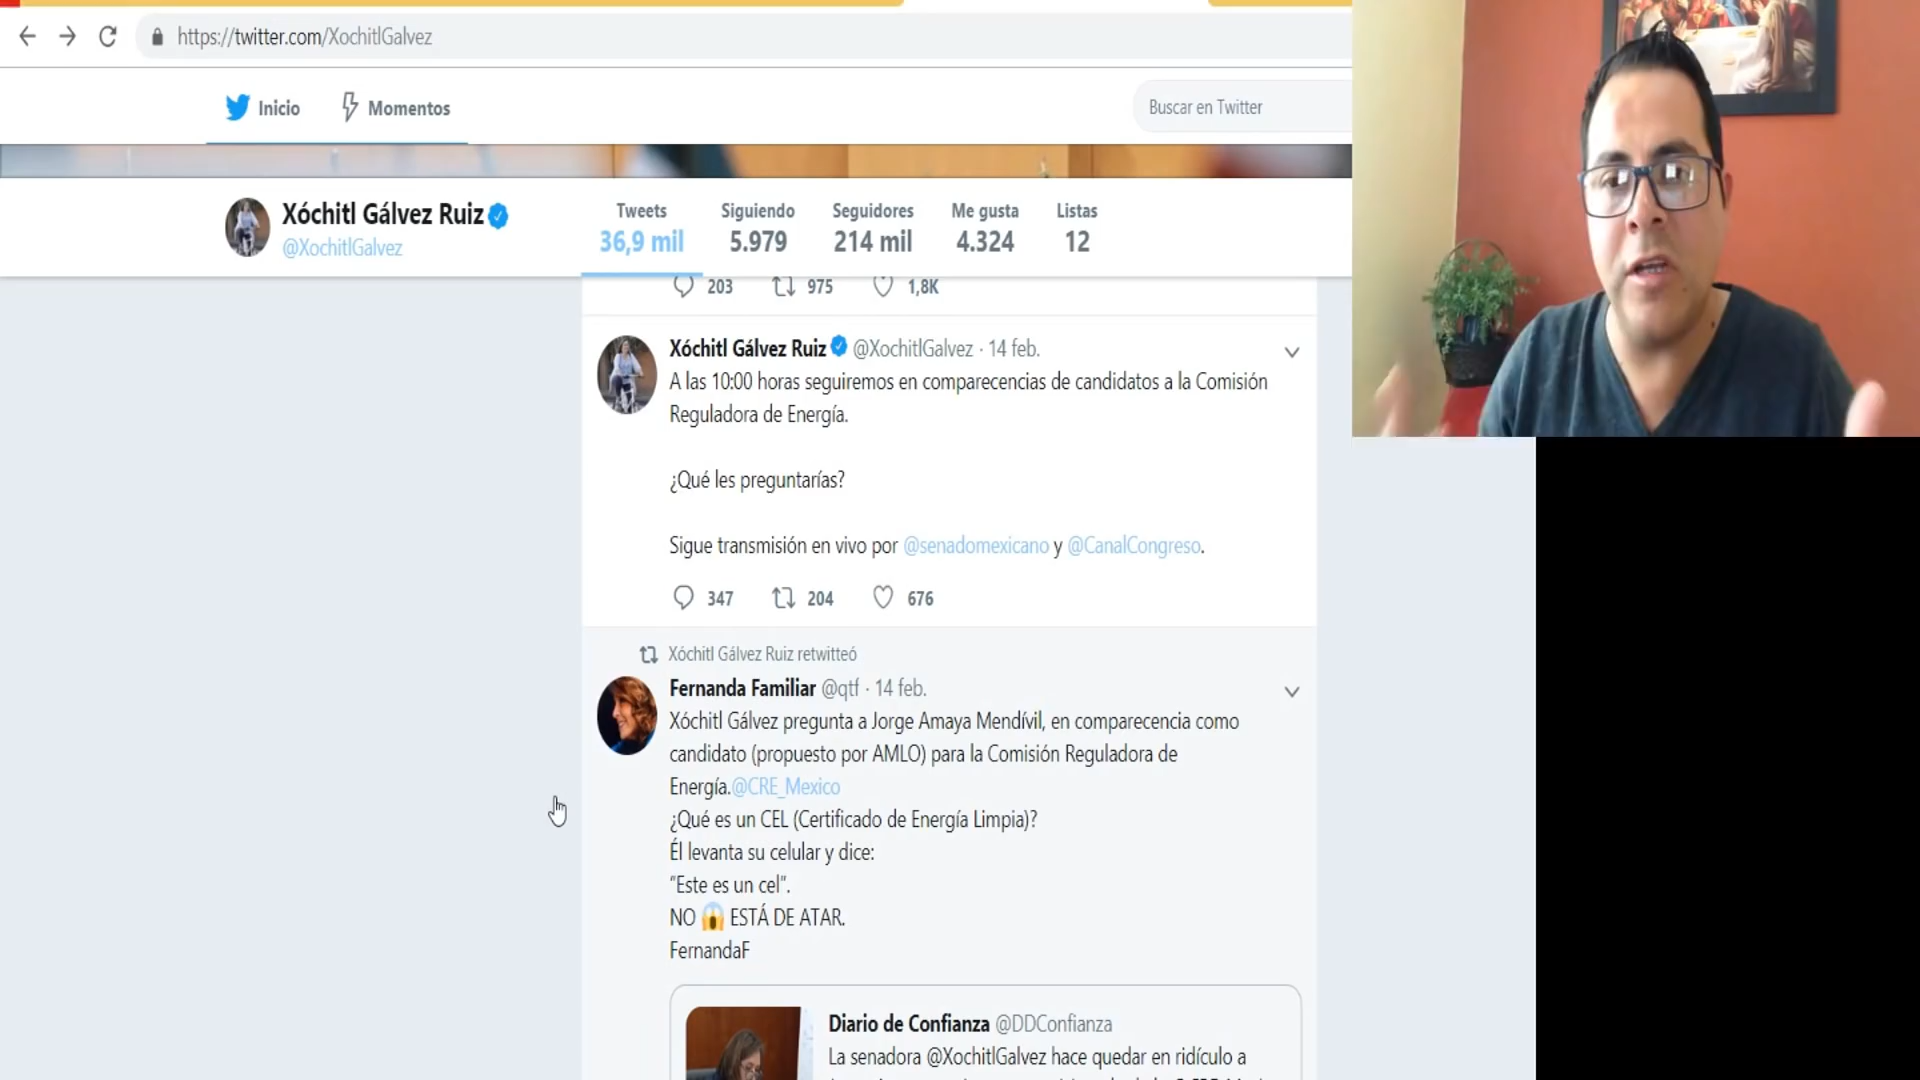 https://twitter.com/XochitlGalvez
Inicio
Momentos
Buscar en Twitter
Xóchitl Gálvez Ruiz
@XochitlGalvez
Tweets
36,9 mil
Siguiendo
5.979
Seguidores
214 mil
Me gusta
4.324
Listas
12
203 975 1,8K
Xóchitl Gálvez Ruiz @XochitlGalvez · 14 feb.
A las 10:00 horas seguiremos en comparecencias de candidatos a la Comisión
Reguladora de Energía.
¿Qué les preguntarías?
Sigue transmisión en vivo por @senadomexicano y @CanalCongreso.
347 204 676
Xóchitl Gálvez Ruiz retwitteó
Fernanda Familiar @qtf · 14 feb.
Xóchitl Gálvez pregunta a Jorge Amaya Mendívil, en comparecencia como
candidato (propuesto por AMLO) para la Comisión Reguladora de
Energía.@CRE_Mexico
¿Qué es un CEL (Certificado de Energía Limpia)?
Él levanta su celular y dice:
"Este es un cel".
NO 😱 ESTÁ DE ATAR.
FernandaF
Diario de Confianza @DDConfianza
La senadora @XochitlGalvez hace quedar en ridículo a